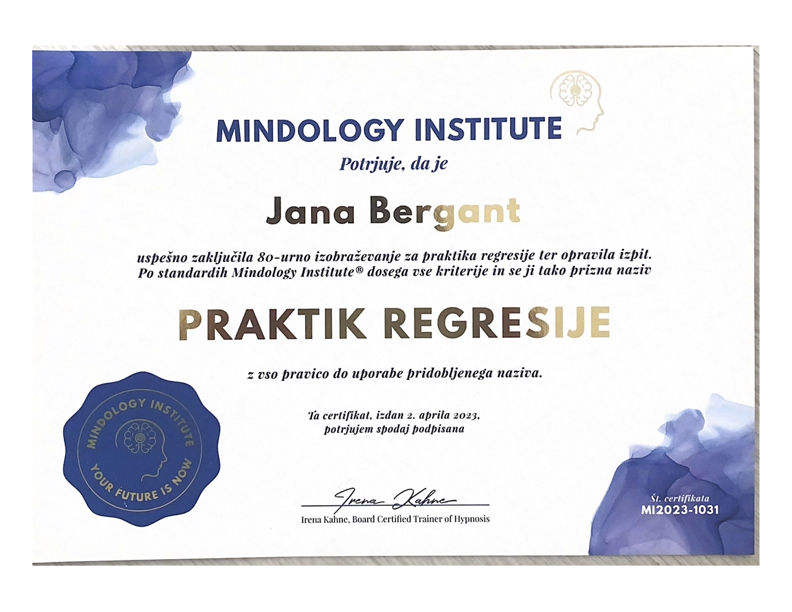 MINDOLOGY INSTITUTE
Potrjuje, da je
Jana Bergant
uspešno zaključila 80-urno izobraževanje za praktika regresije ter opravila izpit.
Po standardih Mindology Institute® dosega vse kriterije in se ji tako prizna naziv
PRAKTIK REGRESIJE
z vso pravico do uporabe pridobljenega naziva.
Ta certifikat, izdan 2. aprila 2023,
potrjujem spodaj podpisana
MINDOLOGY INSTITUTE
YOUR FUTURE IS NOW
Irena Kahne
Irena Kahne, Board Certified Trainer of Hypnosis
Št. certifikata
MI2023-1031